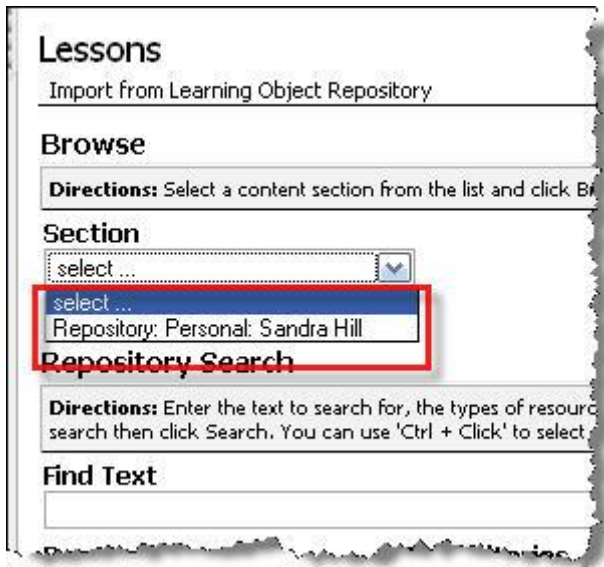 Lessons
Import from Learning Object Repository
Browse
Directions: Select a content section from the list and click
Section
select ...
select ...
Repository: Personal: Sandra Hill
Repository Search
Directions: Enter the text to search for, the types of
search then click Search. You can use 'Ctrl + Click' to select
Find Text